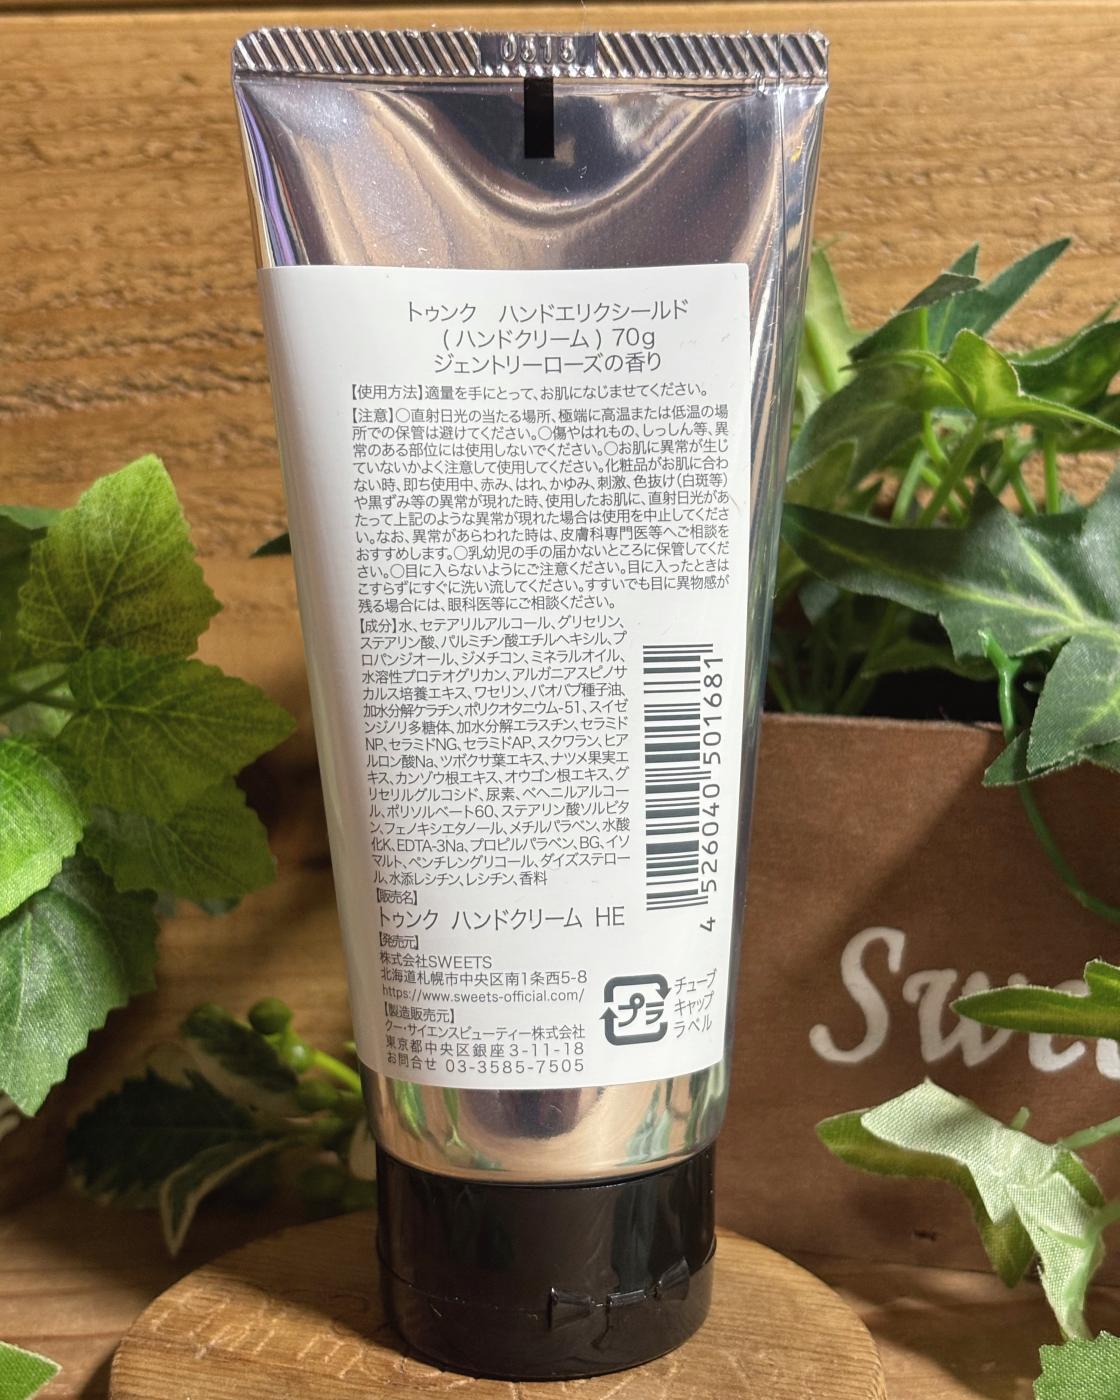 トゥンク　ハンドエリクシールド
(ハンドクリーム) 70g
ジェントリーローズの香り
【使用方法】適量を手にとって、お肌になじませてください。
【注意】○直射日光の当たる場所、極端に高温または低温の場
所での保管は避けてください。○傷やはれもの、しっしん等、異
常のある部位には使用しないでください。○お肌に異常が生じ
ていないかよく注意して使用してください。化粧品がお肌に合わ
ない時、即ち使用中、赤み、はれ、かゆみ、刺激、色抜け(白斑等)
や黒ずみ等の異常が現れた時、使用したお肌に、直射日光があ
たって上記のような異常が現れた場合は使用を中止してくださ
い。なお、異常があらわれた時は、皮膚科専門医等へご相談を
おすすめします。○乳幼児の手の届かないところに保管してくだ
さい。○目に入らないようにご注意ください。目に入ったときは
こすらずにすぐに洗い流してください。すすいでも目に異物感が
残る場合には、眼科医等にご相談ください。
【成分】水、セテアリルアルコール、グリセリン、
ステアリン酸、パルミチン酸エチルヘキシル、プ
ロパンジオール、ジメチコン、ミネラルオイル、
水溶性プロテオグリカン、アルガニアスピノサ
カルス培養エキス、ワセリン、バオバブ種子油、
加水分解ケラチン、ポリクオタニウム-51、スイゼ
ンジノリ多糖体、加水分解エラスチン、セラミド
NP、セラミドNG、セラミドAP、スクワラン、ヒア
ルロン酸Na、ツボクサ葉エキス、ナツメ果実エ
キス、カンゾウ根エキス、オウゴン根エキス、グ
リセリルグルコシド、尿素、ベヘニルアルコー
ル、ポリソルベート60、ステアリン酸ソルビタ
ン、フェノキシエタノール、メチルパラベン、水酸
化K、EDTA-3Na、プロピルパラベン、BG、イソ
マルト、ペンチレングリコール、ダイズステロー
ル、水添レシチン、レシチン、香料
【販売名】
トゥンク ハンドクリーム HE
【発売元】
株式会社SWEETS
北海道札幌市中央区南1条西5-8
https://www.sweets-official.com/
【製造販売元】
クー・サイエンスビューティー株式会社
東京都中央区銀座3-11-18
お問合せ 03-3585-7505
4 526040 501681
プラ
チューブ
キャップ
ラベル